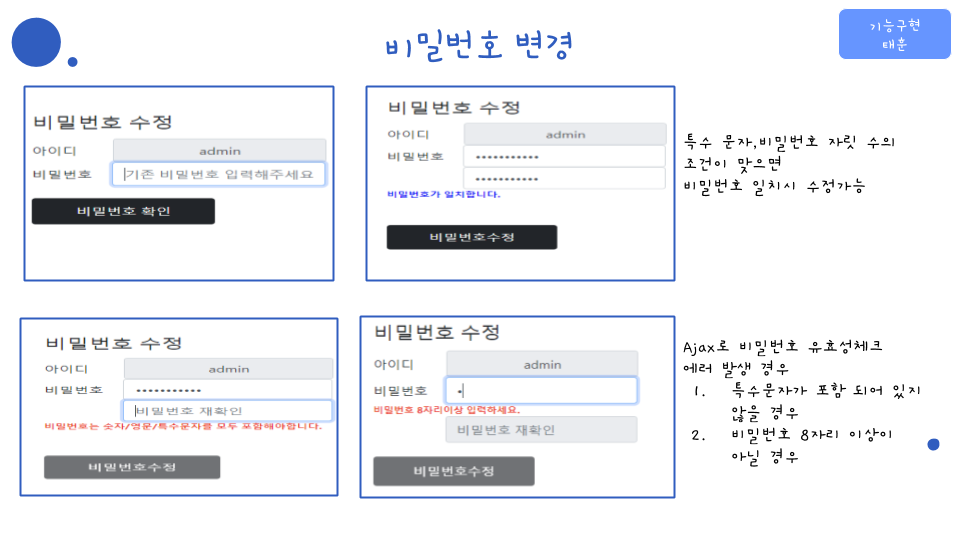 비밀번호 변경
기능구현
태훈
비밀번호 수정
아이디 admin
비밀번호 기존 비밀번호 입력해주세요
비밀번호 확인
비밀번호 수정
아이디 admin
비밀번호 •••••••••••
•••••••••••
비밀번호가 일치합니다.
비밀번호수정
특수 문자,비밀번호 자릿 수의
조건이 맞으면
비밀번호 일치시 수정가능
비밀번호 수정
아이디 admin
비밀번호 •••••••••••
비밀번호 재확인
비밀번호는 숫자/영문/특수문자를 모두 포함해야합니다.
비밀번호수정
비밀번호 수정
아이디 admin
비밀번호 •
비밀번호 8자리이상 입력하세요.
비밀번호 재확인
비밀번호수정
Ajax로 비밀번호 유효성체크
에러 발생 경우
1. 특수문자가 포함 되어 있지
않을 경우
2. 비밀번호 8자리 이상이
아닐 경우